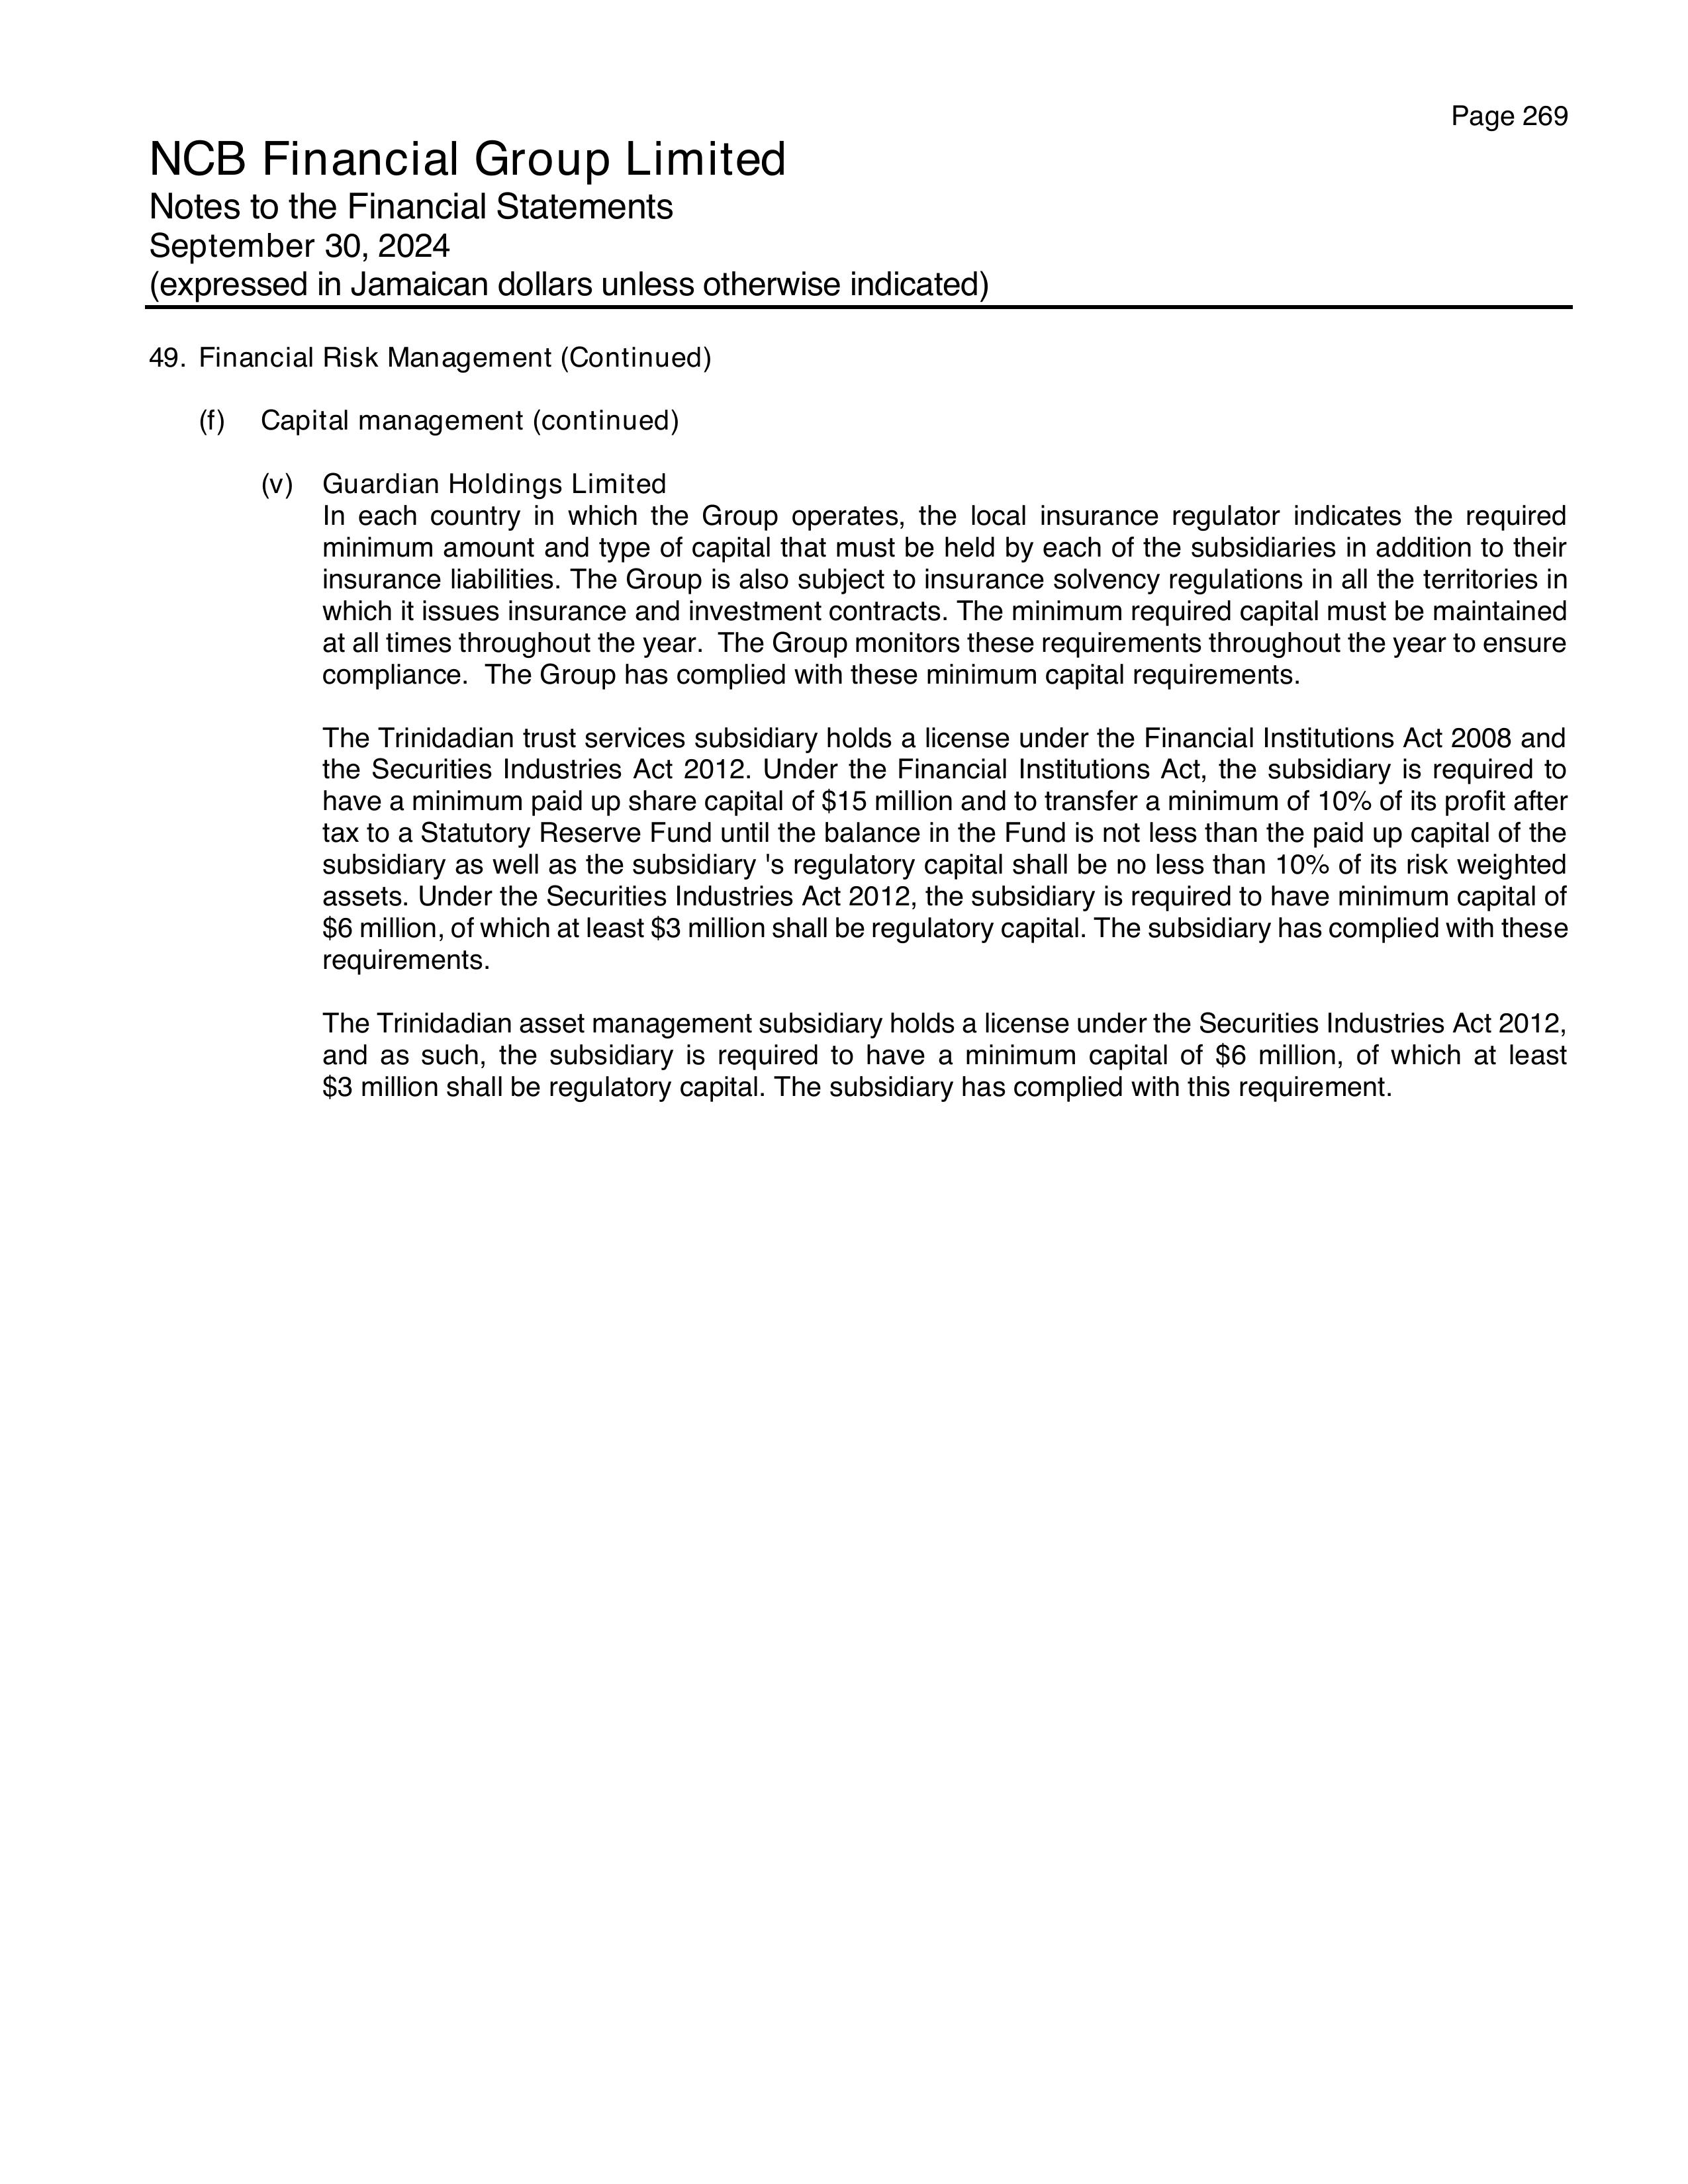 Page 269
NCB Financial Group Limited
Notes to the Financial Statements
September 30, 2024
(expressed in Jamaican dollars unless otherwise indicated)
49. Financial Risk Management (Continued)
(f) Capital management (continued)
(v) Guardian Holdings Limited
In each country in which the Group operates, the local insurance regulator indicates the required
minimum amount and type of capital that must be held by each of the subsidiaries in addition to their
insurance liabilities. The Group is also subject to insurance solvency regulations in all the territories in
which it issues insurance and investment contracts. The minimum required capital must be maintained
at all times throughout the year. The Group monitors these requirements throughout the year to ensure
compliance. The Group has complied with these minimum capital requirements.
The Trinidadian trust services subsidiary holds a license under the Financial Institutions Act 2008 and
the Securities Industries Act 2012. Under the Financial Institutions Act, the subsidiary is required to
have a minimum paid up share capital of $15 million and to transfer a minimum of 10% of its profit after
tax to a Statutory Reserve Fund until the balance in the Fund is not less than the paid up capital of the
subsidiary as well as the subsidiary 's regulatory capital shall be no less than 10% of its risk weighted
assets. Under the Securities Industries Act 2012, the subsidiary is required to have minimum capital of
$6 million, of which at least $3 million shall be regulatory capital. The subsidiary has complied with these
requirements.
The Trinidadian asset management subsidiary holds a license under the Securities Industries Act 2012,
and as such, the subsidiary is required to have a minimum capital of $6 million, of which at least
$3 million shall be regulatory capital. The subsidiary has complied with this requirement.